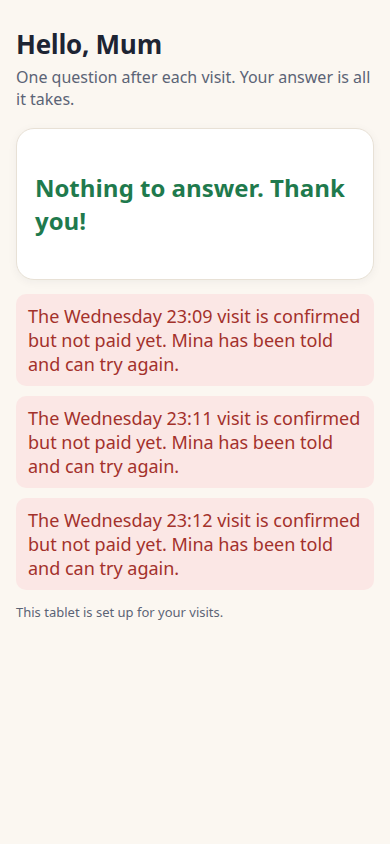 Hello, Mum
One question after each visit. Your answer is all
it takes.
Nothing to answer. Thank
you!
The Wednesday 23:09 visit is confirmed
but not paid yet. Mina has been told
and can try again.
The Wednesday 23:11 visit is confirmed
but not paid yet. Mina has been told
and can try again.
The Wednesday 23:12 visit is confirmed
but not paid yet. Mina has been told
and can try again.
This tablet is set up for your visits.